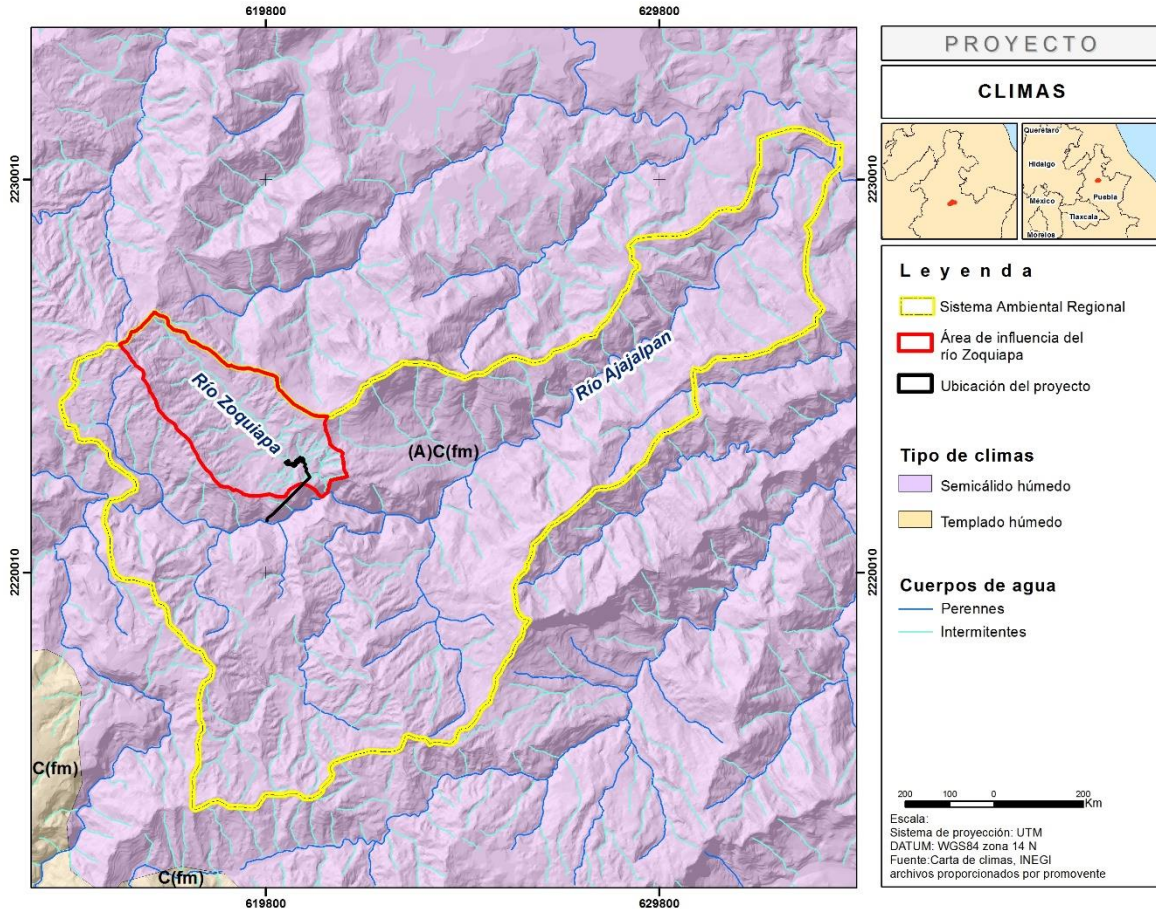 619800
629800
2230010
2220010
2230010
2220010
619800
629800
Río Zoquiapa
Río Ajajalpan
(A)C(fm)
C(fm)
C(fm)
PROYECTO
CLIMAS
Querétaro
Hidalgo
México
Puebla
Tlaxcala
Morelos
Leyenda
Sistema Ambiental Regional
Área de influencia del
río Zoquiapa
Ubicación del proyecto
Tipo de climas
Semicálido húmedo
Templado húmedo
Cuerpos de agua
Perennes
Intermitentes
200 100 0 200
Km
Escala:
Sistema de proyección: UTM
DATUM: WGS84 zona 14 N
Fuente:Carta de climas, INEGI
archivos proporcionados por promovente